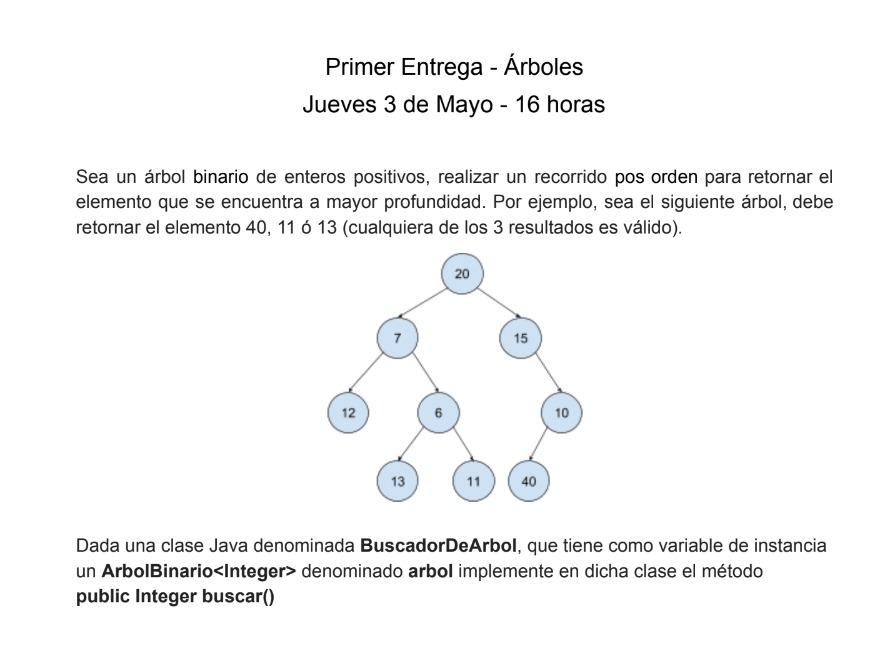 Primer Entrega - Árboles
Jueves 3 de Mayo - 16 horas
Sea un árbol binario de enteros positivos, realizar un recorrido pos orden para retornar el
elemento que se encuentra a mayor profundidad. Por ejemplo, sea el siguiente árbol, debe
retornar el elemento 40, 11 ó 13 (cualquiera de los 3 resultados es válido).
20
7 15
12 6 10
13 11 40
Dada una clase Java denominada BuscadorDeArbol, que tiene como variable de instancia
un ArbolBinario<Integer> denominado arbol implemente en dicha clase el método
public Integer buscar()